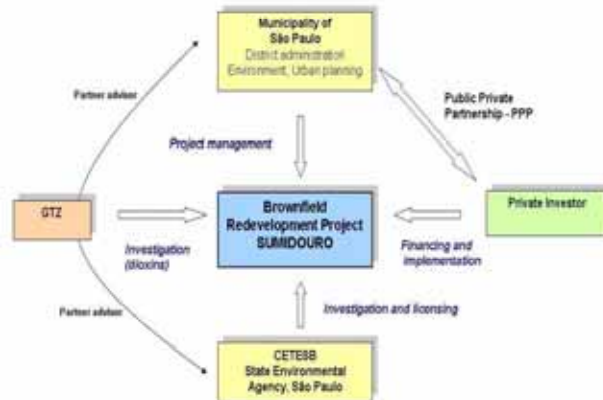 Municipality of
São Paulo
District administration
Environment, Urban planning
Partner advisor
Public Private
Partnership - PPP
Project management
GTZ
Brownfield
Redevelopment Project
SUMIDOURO
Private Investor
Investigation
(dioxins)
Financing and
implementation
Partner advisor
Investigation and licensing
CETESB
State Environmental
Agency, São Paulo